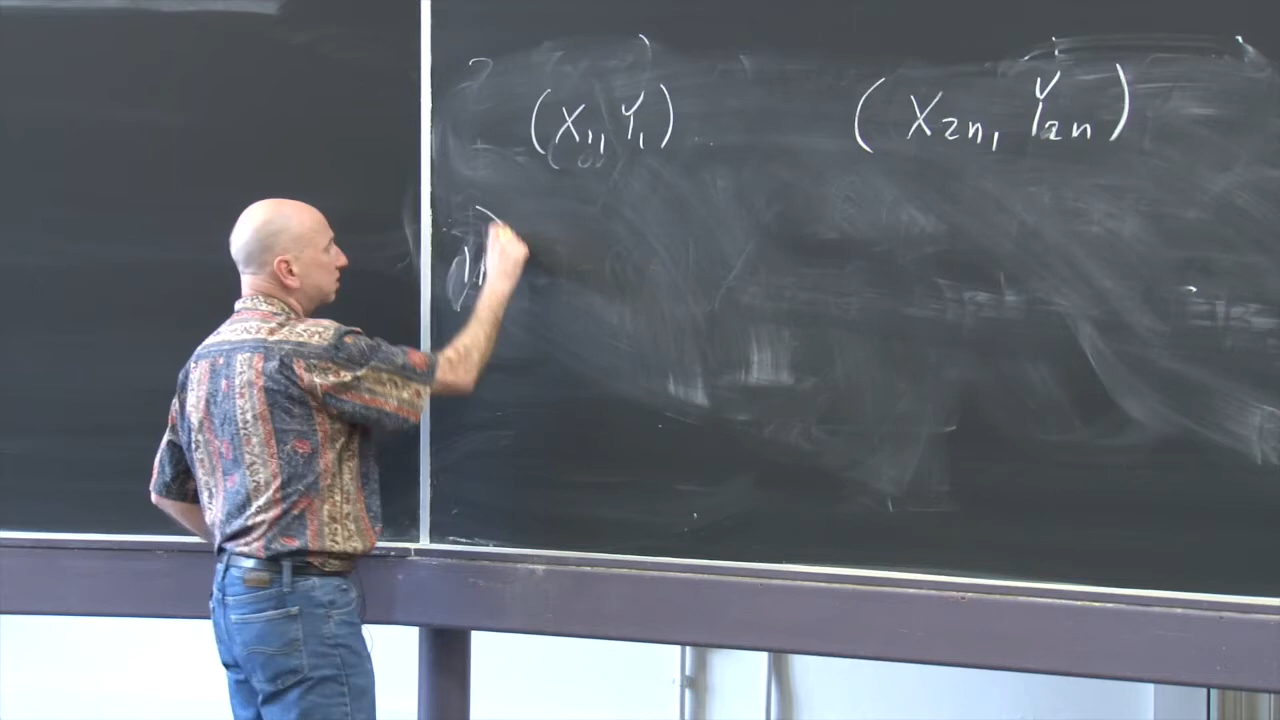 (X₁, Y₁) (X₂ₙ, Y₂ₙ)